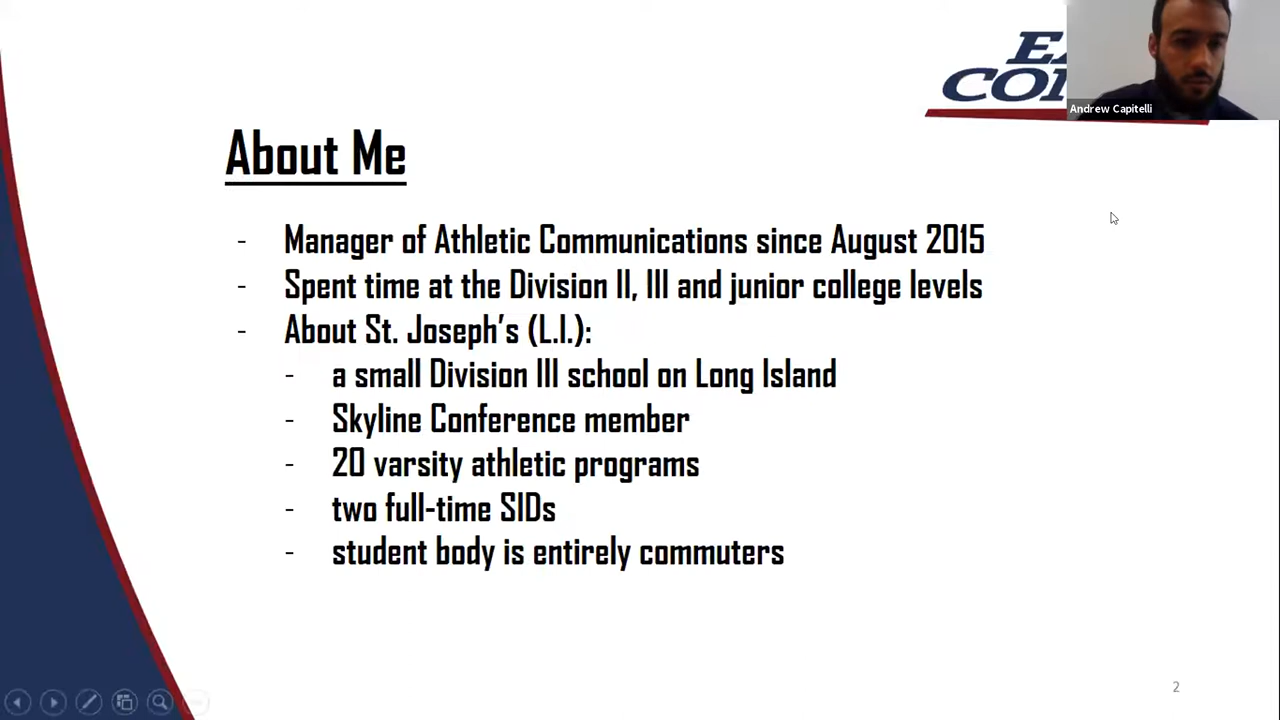 Andrew Capitelli
About Me
- Manager of Athletic Communications since August 2015
- Spent time at the Division II, III and junior college levels
- About St. Joseph's (L.I.):
- a small Division III school on Long Island
- Skyline Conference member
- 20 varsity athletic programs
- two full-time SIDs
- student body is entirely commuters
2